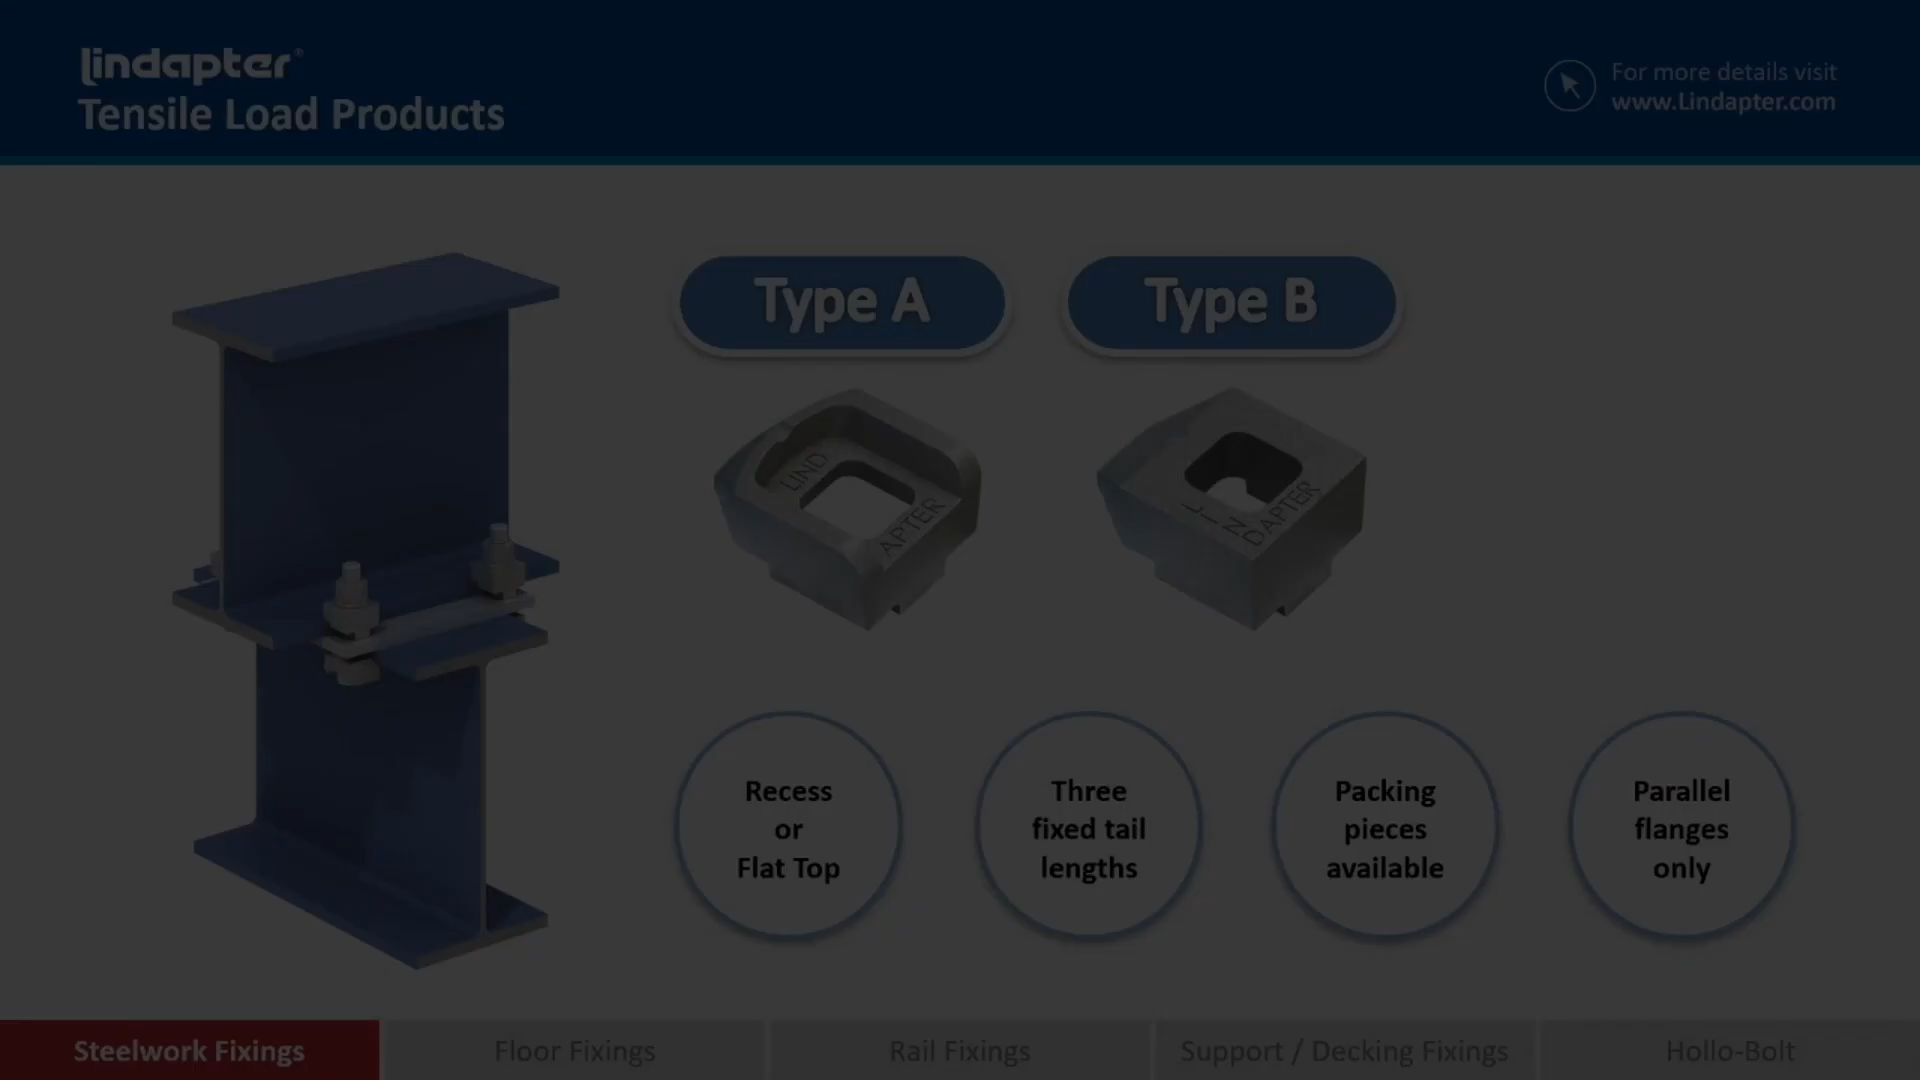 lindapter®
Tensile Load Products
For more details visit
www.Lindapter.com
Type A
Type B
LIND
APTER
LIN
DAPTER
Recess
or
Flat Top
Three
fixed tail
lengths
Packing
pieces
available
Parallel
flanges
only
Steelwork Fixings
Floor Fixings
Rail Fixings
Support / Decking Fixings
Hollo-Bolt